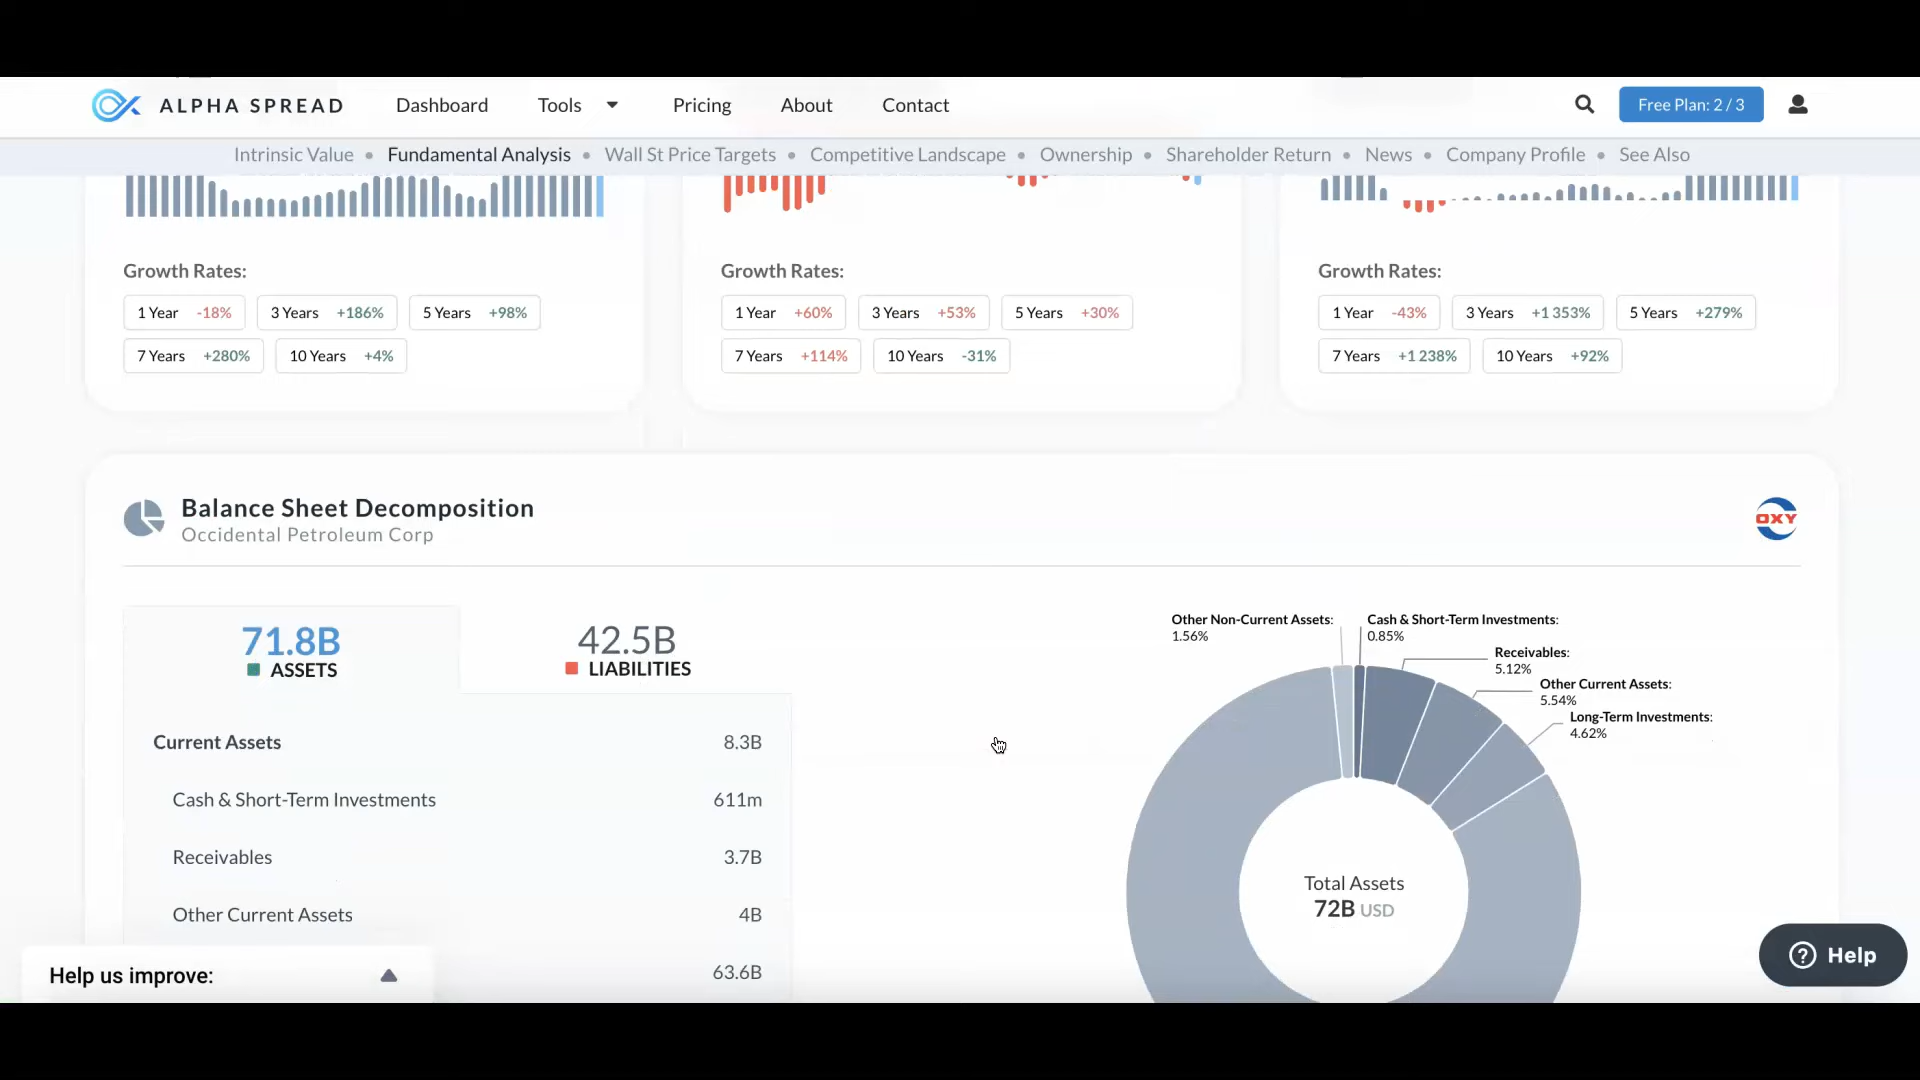 ALPHA SPREAD
Dashboard
Tools
Pricing
About
Contact
Free Plan: 2 / 3
Intrinsic Value • Fundamental Analysis • Wall St Price Targets • Competitive Landscape • Ownership • Shareholder Return • News • Company Profile • See Also
Growth Rates:
1 Year -18%
3 Years +186%
5 Years +98%
7 Years +280%
10 Years +4%
Growth Rates:
1 Year +60%
3 Years +53%
5 Years +30%
7 Years +114%
10 Years -31%
Growth Rates:
1 Year -43%
3 Years +1 353%
5 Years +279%
7 Years +1 238%
10 Years +92%
Balance Sheet Decomposition
Occidental Petroleum Corp
OXY
71.8B
ASSETS
42.5B
LIABILITIES
Current Assets 8.3B
Cash & Short-Term Investments 611m
Receivables 3.7B
Other Current Assets 4B
63.6B
Other Non-Current Assets:
1.56%
Cash & Short-Term Investments:
0.85%
Receivables:
5.12%
Other Current Assets:
5.54%
Long-Term Investments:
4.62%
Total Assets
72B USD
Help us improve:
Help